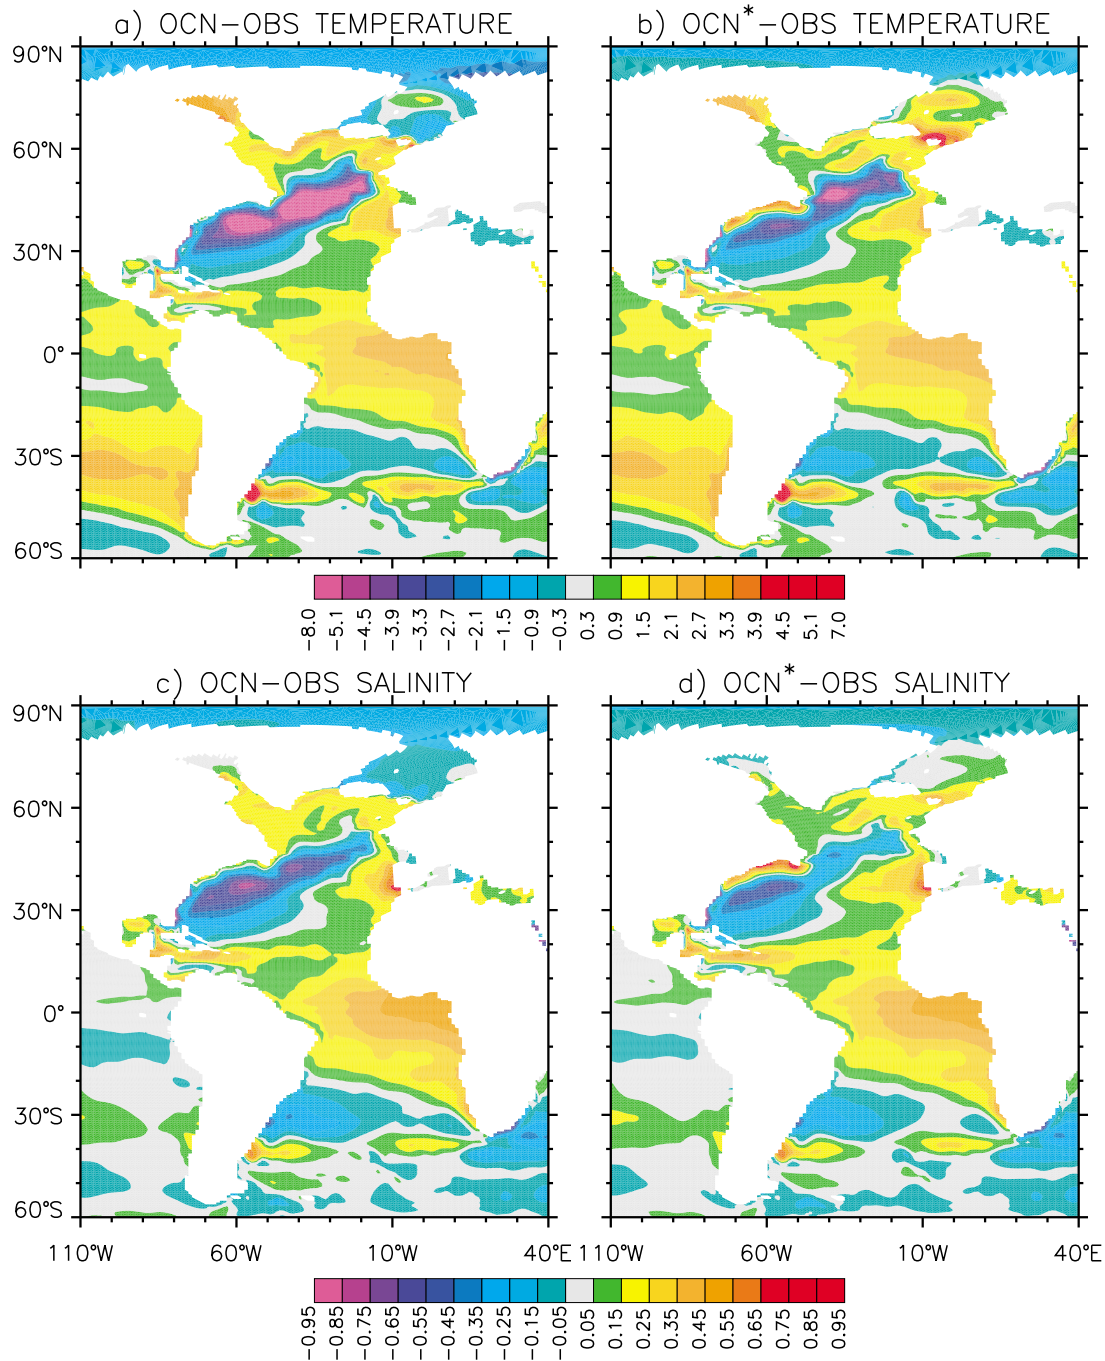 a) OCN–OBS TEMPERATURE
b) OCN*–OBS TEMPERATURE
90°N
60°N
30°N
0°
30°S
60°S
−8.0 −5.1 −4.5 −3.9 −3.3 −2.7 −2.1 −1.5 −0.9 −0.3 0.3 0.9 1.5 2.1 2.7 3.3 3.9 4.5 5.1 7.0
c) OCN–OBS SALINITY
d) OCN*–OBS SALINITY
90°N
60°N
30°N
0°
30°S
60°S
110°W 60°W 10°W 40°E 110°W 60°W 10°W 40°E
−0.95 −0.85 −0.75 −0.65 −0.55 −0.45 −0.35 −0.25 −0.15 −0.05 0.05 0.15 0.25 0.35 0.45 0.55 0.65 0.75 0.85 0.95